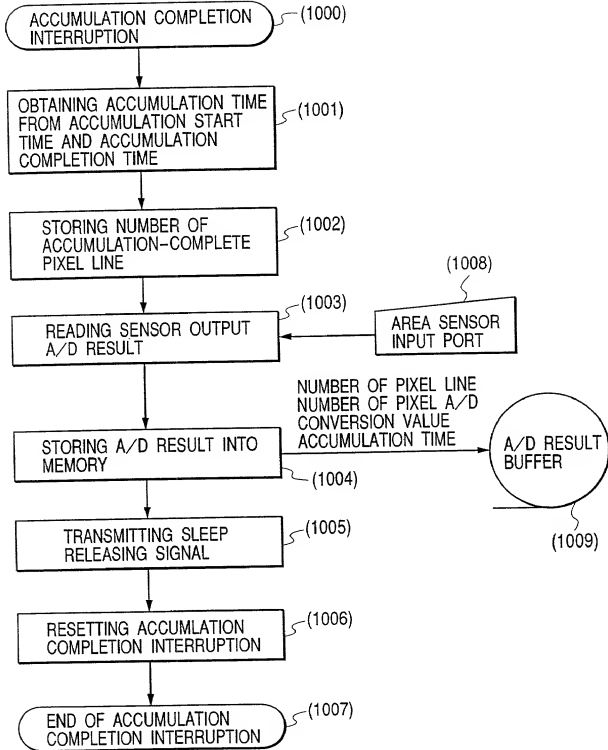 ACCUMULATION COMPLETION
INTERRUPTION
(1000)
OBTAINING ACCUMULATION TIME
FROM ACCUMULATION START
TIME AND ACCUMULATION
COMPLETION TIME
(1001)
STORING NUMBER OF
ACCUMULATION-COMPLETE
PIXEL LINE
(1002)
(1008)
READING SENSOR OUTPUT
A/D RESULT
(1003)
AREA SENSOR
INPUT PORT
NUMBER OF PIXEL LINE
NUMBER OF PIXEL A/D
CONVERSION VALUE
ACCUMULATION TIME
STORING A/D RESULT INTO
MEMORY
(1004)
A/D RESULT
BUFFER
(1009)
TRANSMITTING SLEEP
RELEASING SIGNAL
(1005)
RESETTING ACCUMLATION
COMPLETION INTERRUPTION
(1006)
END OF ACCUMULATION
COMPLETION INTERRUPTION
(1007)